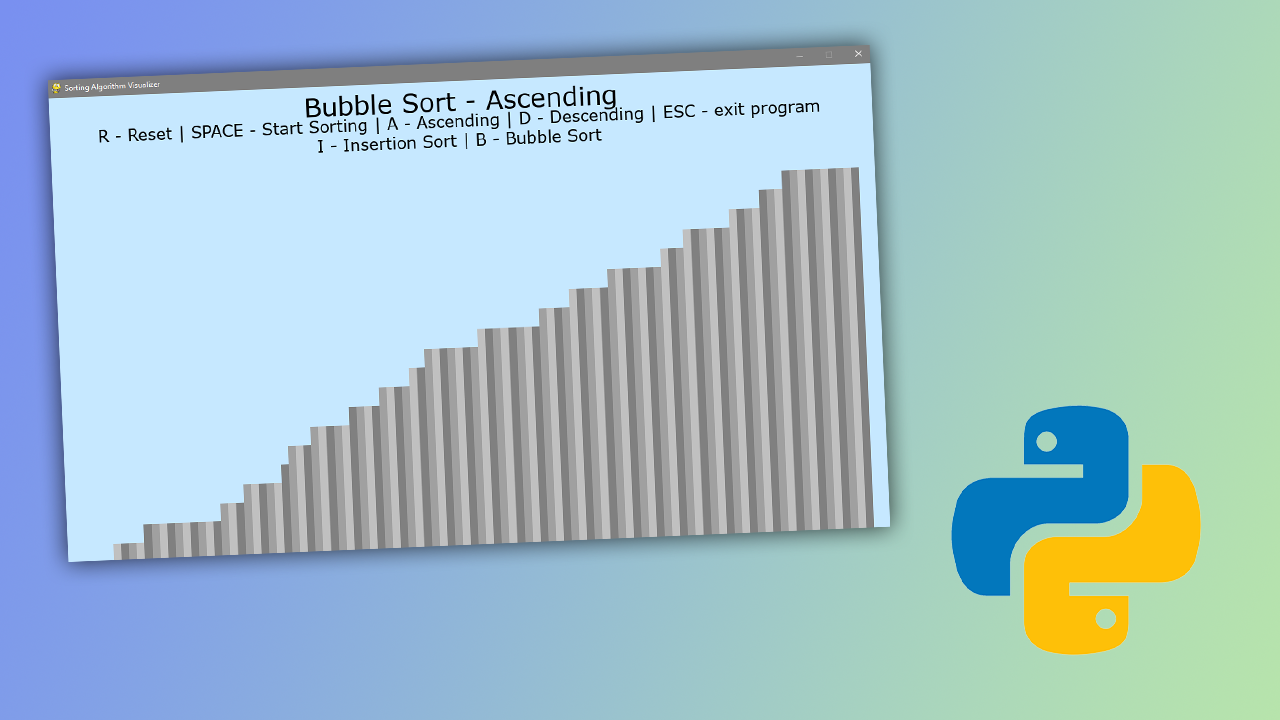 Sorting Algorithm Visualizer
Bubble Sort - Ascending
R - Reset | SPACE - Start Sorting | A - Ascending | D - Descending | ESC - exit program
I - Insertion Sort | B - Bubble Sort